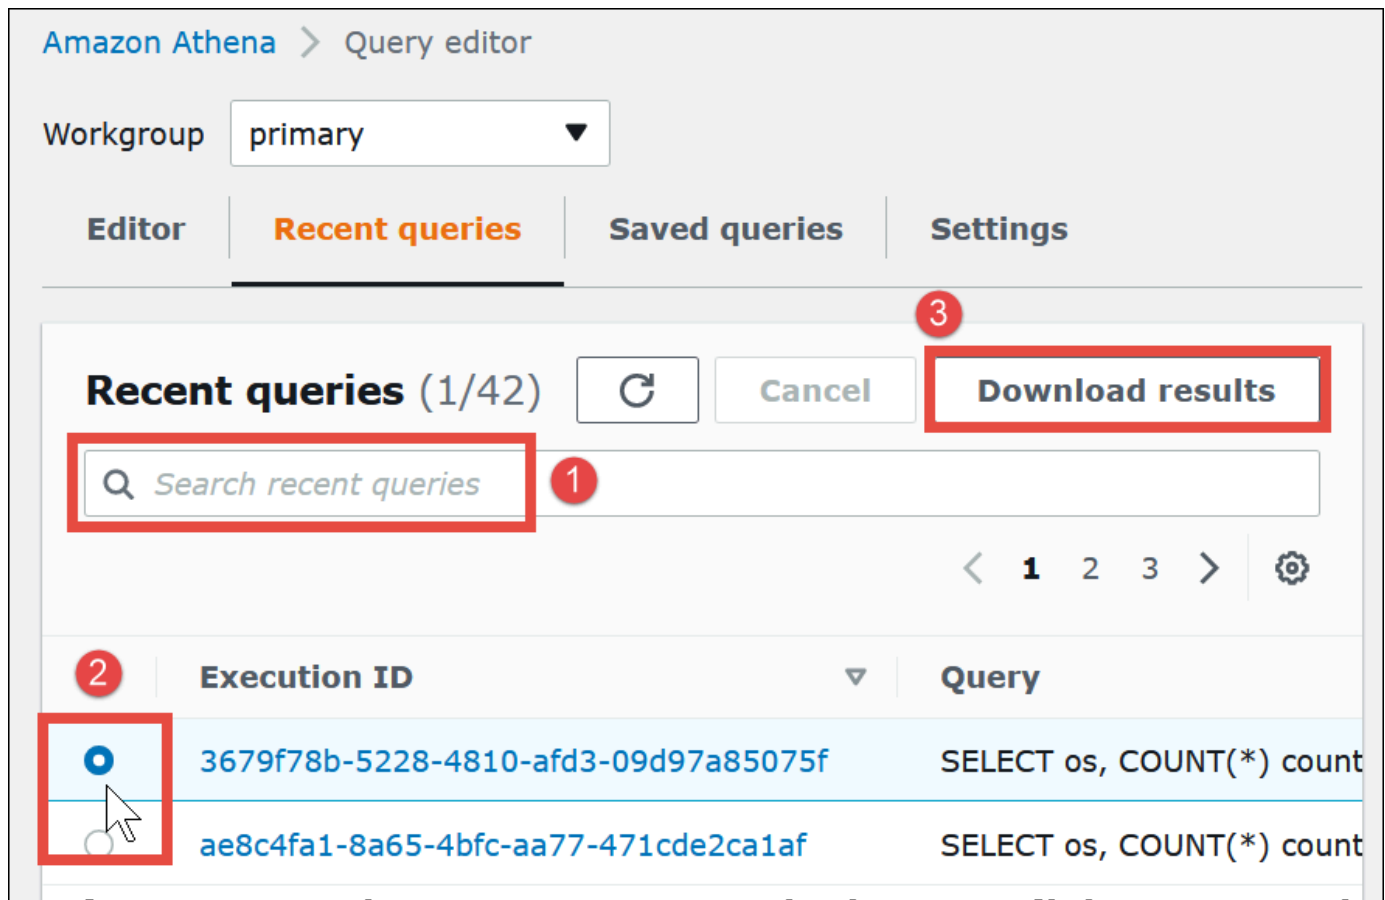 Amazon Athena > Query editor
Workgroup primary
Editor Recent queries Saved queries Settings
3
Recent queries (1/42) Cancel Download results
Search recent queries 1
1 2 3
2 Execution ID Query
3679f78b-5228-4810-afd3-09d97a85075f SELECT os, COUNT(*) count
ae8c4fa1-8a65-4bfc-aa77-471cde2ca1af SELECT os, COUNT(*) count